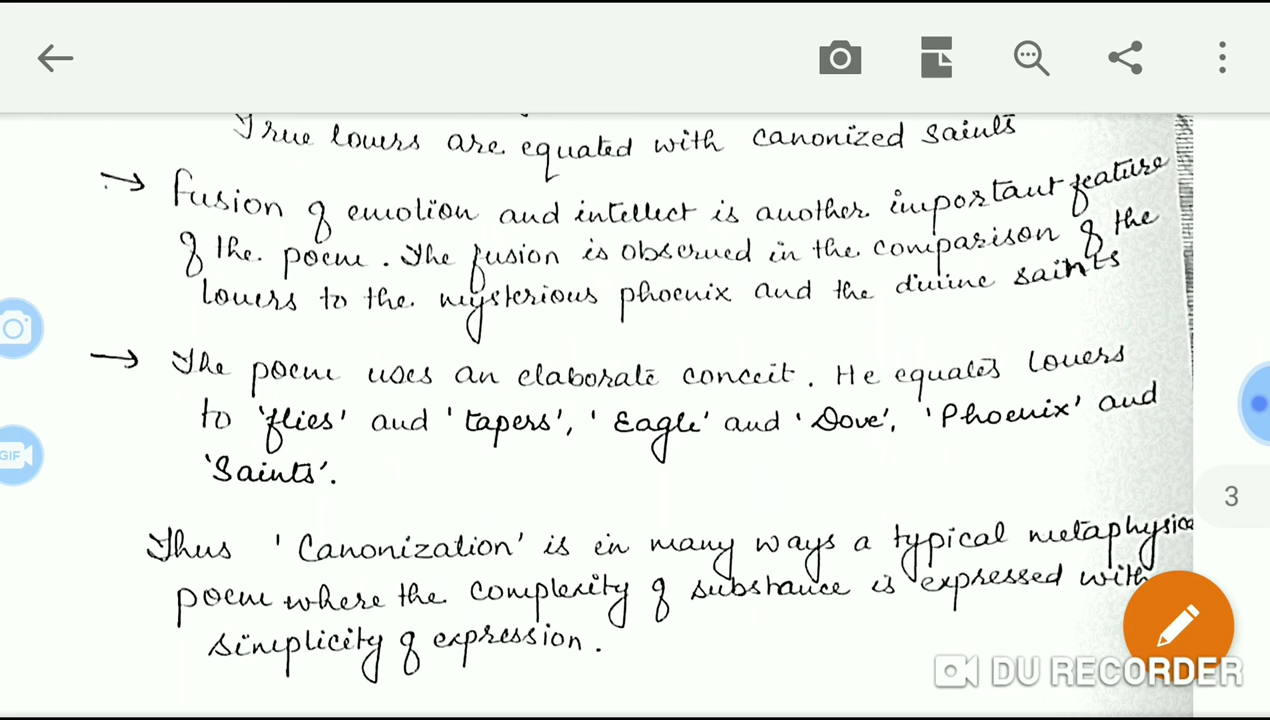 True lovers are equated with canonized saints
→ Fusion of emotion and intellect is another important feature
of the poem. The fusion is observed in the comparison of the
lovers to the mysterious phoenix and the divine saints
→ The poem uses an elaborate conceit. He equates lovers
to 'flies' and 'tapers', 'Eagle' and 'Dove', 'Phoenix' and
'Saints'.
3
Thus 'Canonization' is in many ways a typical metaphysica
poem where the complexity of substance is expressed with
simplicity of expression.
GIF
DU RECORDER